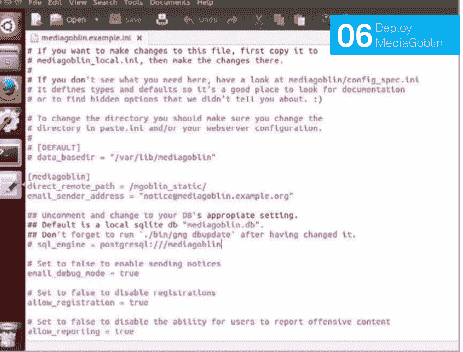 File Edit View Search Tools Documents Help
Open Save Undo
06 Deploy
MediaGoblin
mediagoblin.example.ini ×
# If you want to make changes to this file, first copy it to
# mediagoblin_local.ini, then make the changes there.
#
# If you don't see what you need here, have a look at mediagoblin/config_spec.ini
# It defines types and defaults so it's a good place to look for documentation
# or to find hidden options that we didn't tell you about. :)
# To change the directory you should make sure you change the
# directory in paste.ini and/or your webserver configuration.
#
# [DEFAULT]
# data_basedir = "/var/lib/mediagoblin"
[mediagoblin]
direct_remote_path = /mgoblin_static/
email_sender_address = "notice@mediagoblin.example.org"
## Uncomment and change to your DB's appropiate setting.
## Default is a local sqlite db "mediagoblin.db".
## Don't forget to run `./bin/gmg dbupdate` after having changed it.
# sql_engine = postgresql:///mediagoblin
# Set to false to enable sending notices
email_debug_mode = true
# Set to false to disable registrations
allow_registration = true
# Set to false to disable the ability for users to report offensive content
allow_reporting = true